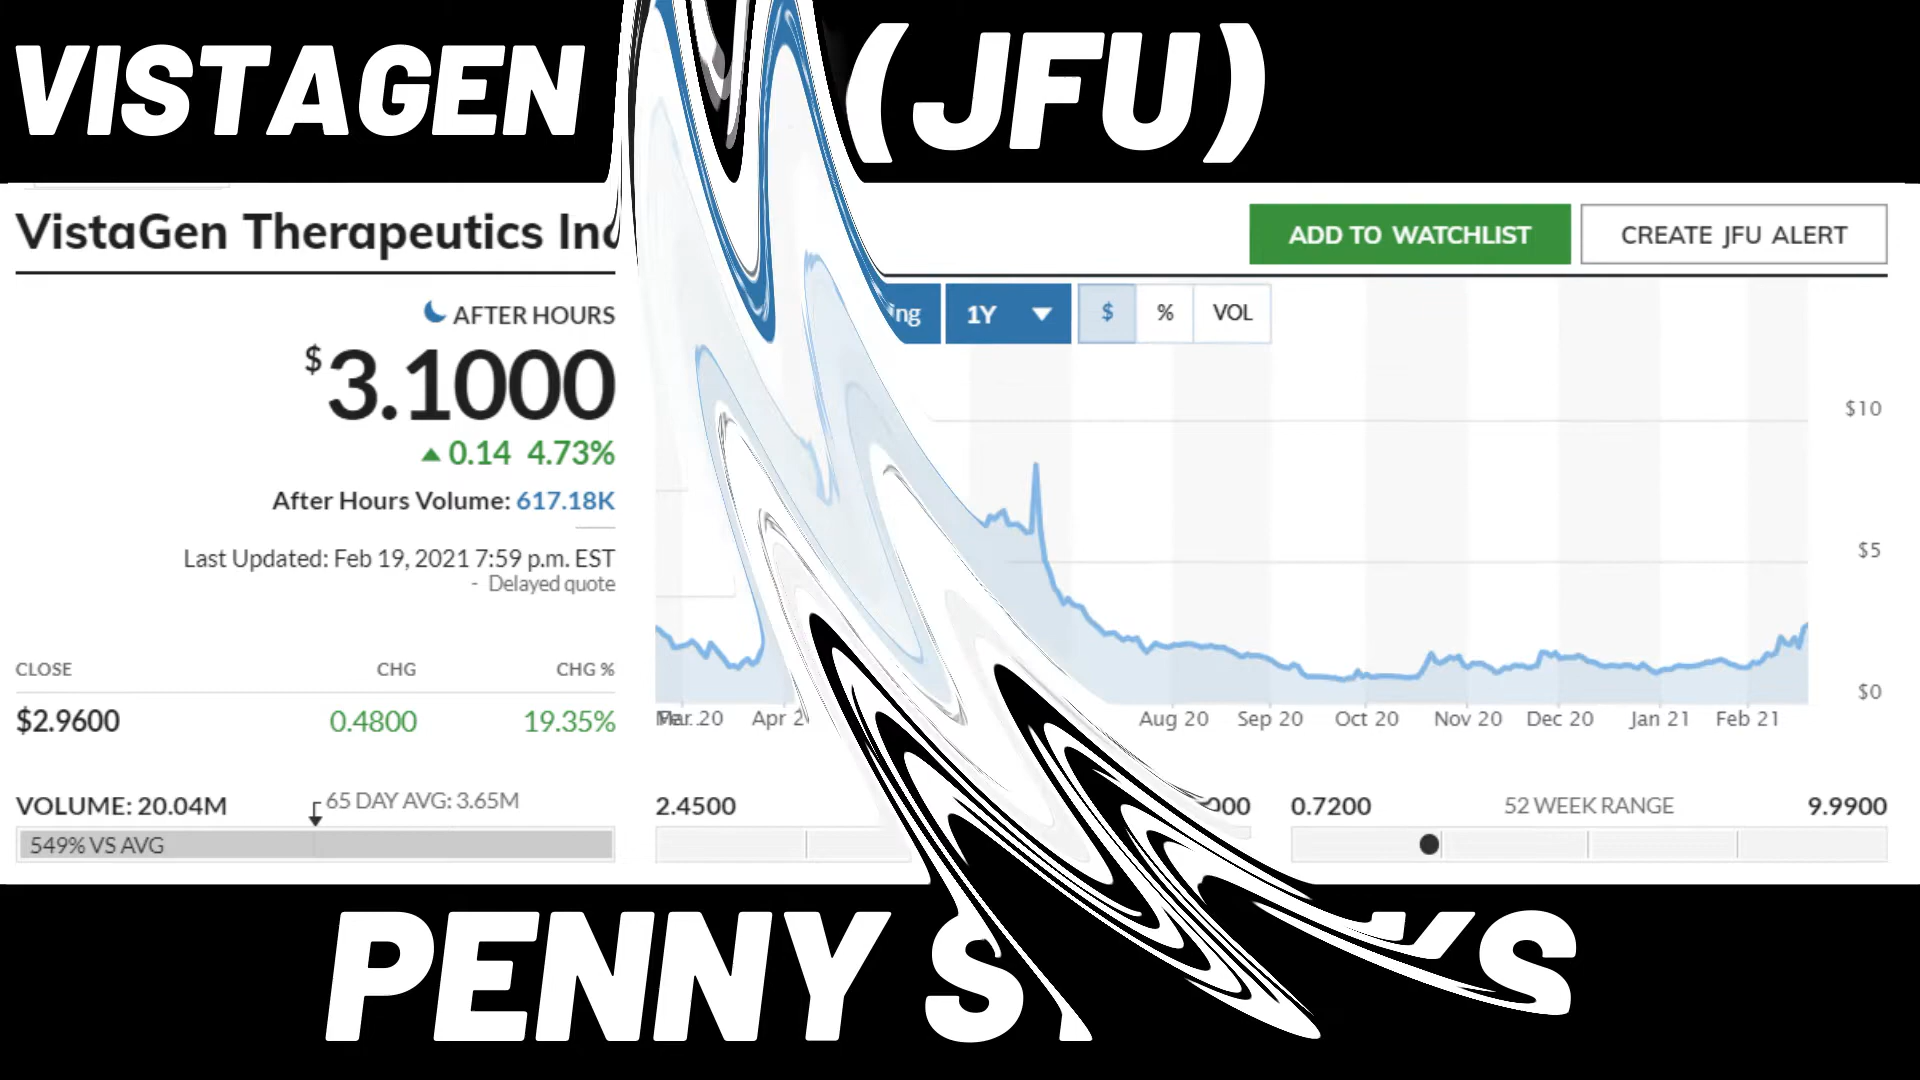 VISTAGEN (JFU)
VistaGen Therapeutics
ADD TO WATCHLIST
CREATE JFU ALERT
AFTER HOURS
$3.1000
0.14 4.73%
After Hours Volume: 617.18K
Last Updated: Feb 19, 2021 7:59 p.m. EST
- Delayed quote
1Y
$ % VOL
$10
$5
$0
20 Apr
Aug 20 Sep 20 Oct 20 Nov 20 Dec 20 Jan 21 Feb 21
CLOSE CHG CHG %
$2.9600 0.4800 19.35%
VOLUME: 20.04M
65 DAY AVG: 3.65M
549% VS AVG
2.4500
0.7200 52 WEEK RANGE 9.9900
PENNY